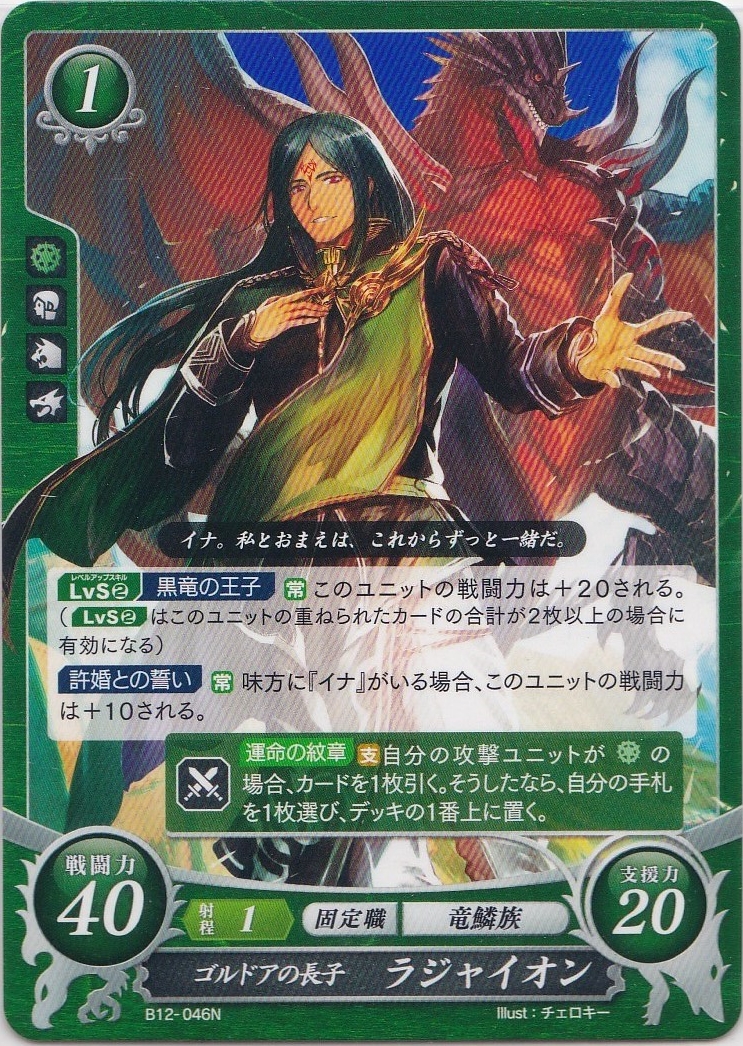 1
イナ。私とおまえは、これからずっと一緒だ。
レベルアップスキル
LvS2 黒竜の王子 常 このユニットの戦闘力は+20される。
(LvS2はこのユニットの重ねられたカードの合計が2枚以上の場合に
有効になる)
許婚との誓い 常 味方に『イナ』がいる場合、このユニットの戦闘力
は+10される。
運命の紋章 支 自分の攻撃ユニットが の
場合、カードを1枚引く。そうしたなら、自分の手札
を1枚選び、デッキの1番上に置く。
戦闘力
40
射程 1
固定職 竜鱗族
支援力
20
ゴルドアの長子 ラジャイオン
B12-046N
Illust:チェロキー